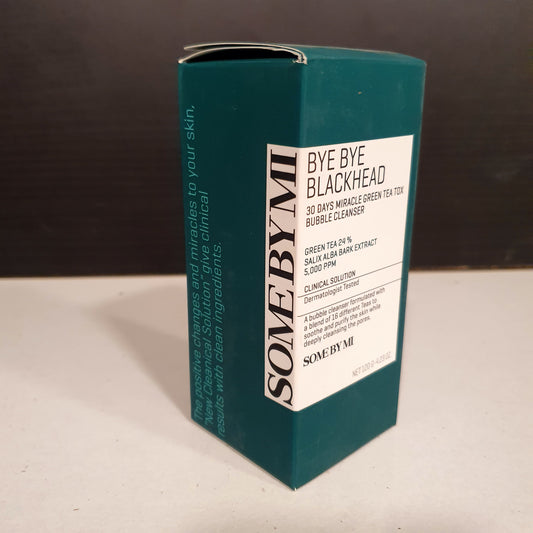 The positive changes and miracles to your skin,
"New Cleanical Solution" give clinical
results with clean ingredients.
SOME BY MI
BYE BYE
BLACKHEAD
30 DAYS MIRACLE GREEN TEA TOX
BUBBLE CLEANSER
GREEN TEA 24 %
SALIX ALBA BARK EXTRACT
5,000 PPM
CLINICAL SOLUTION
Dermatologist Tested
A bubble cleanser formulated with
a blend of 16 different Teas to
soothe and purify the skin while
deeply cleansing the pores.
SOME BY MI
NET 120 g-4.23 OZ.